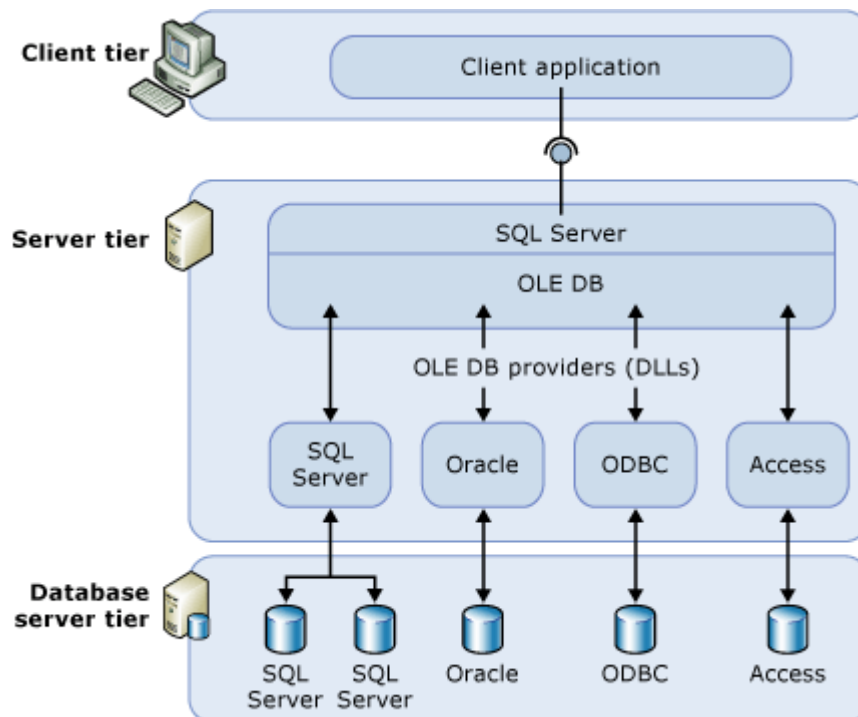 Client tier
Client application
Server tier
SQL Server
OLE DB
OLE DB providers (DLLs)
SQL
Server
Oracle
ODBC
Access
Database
server tier
SQL
Server
SQL
Server
Oracle
ODBC
Access